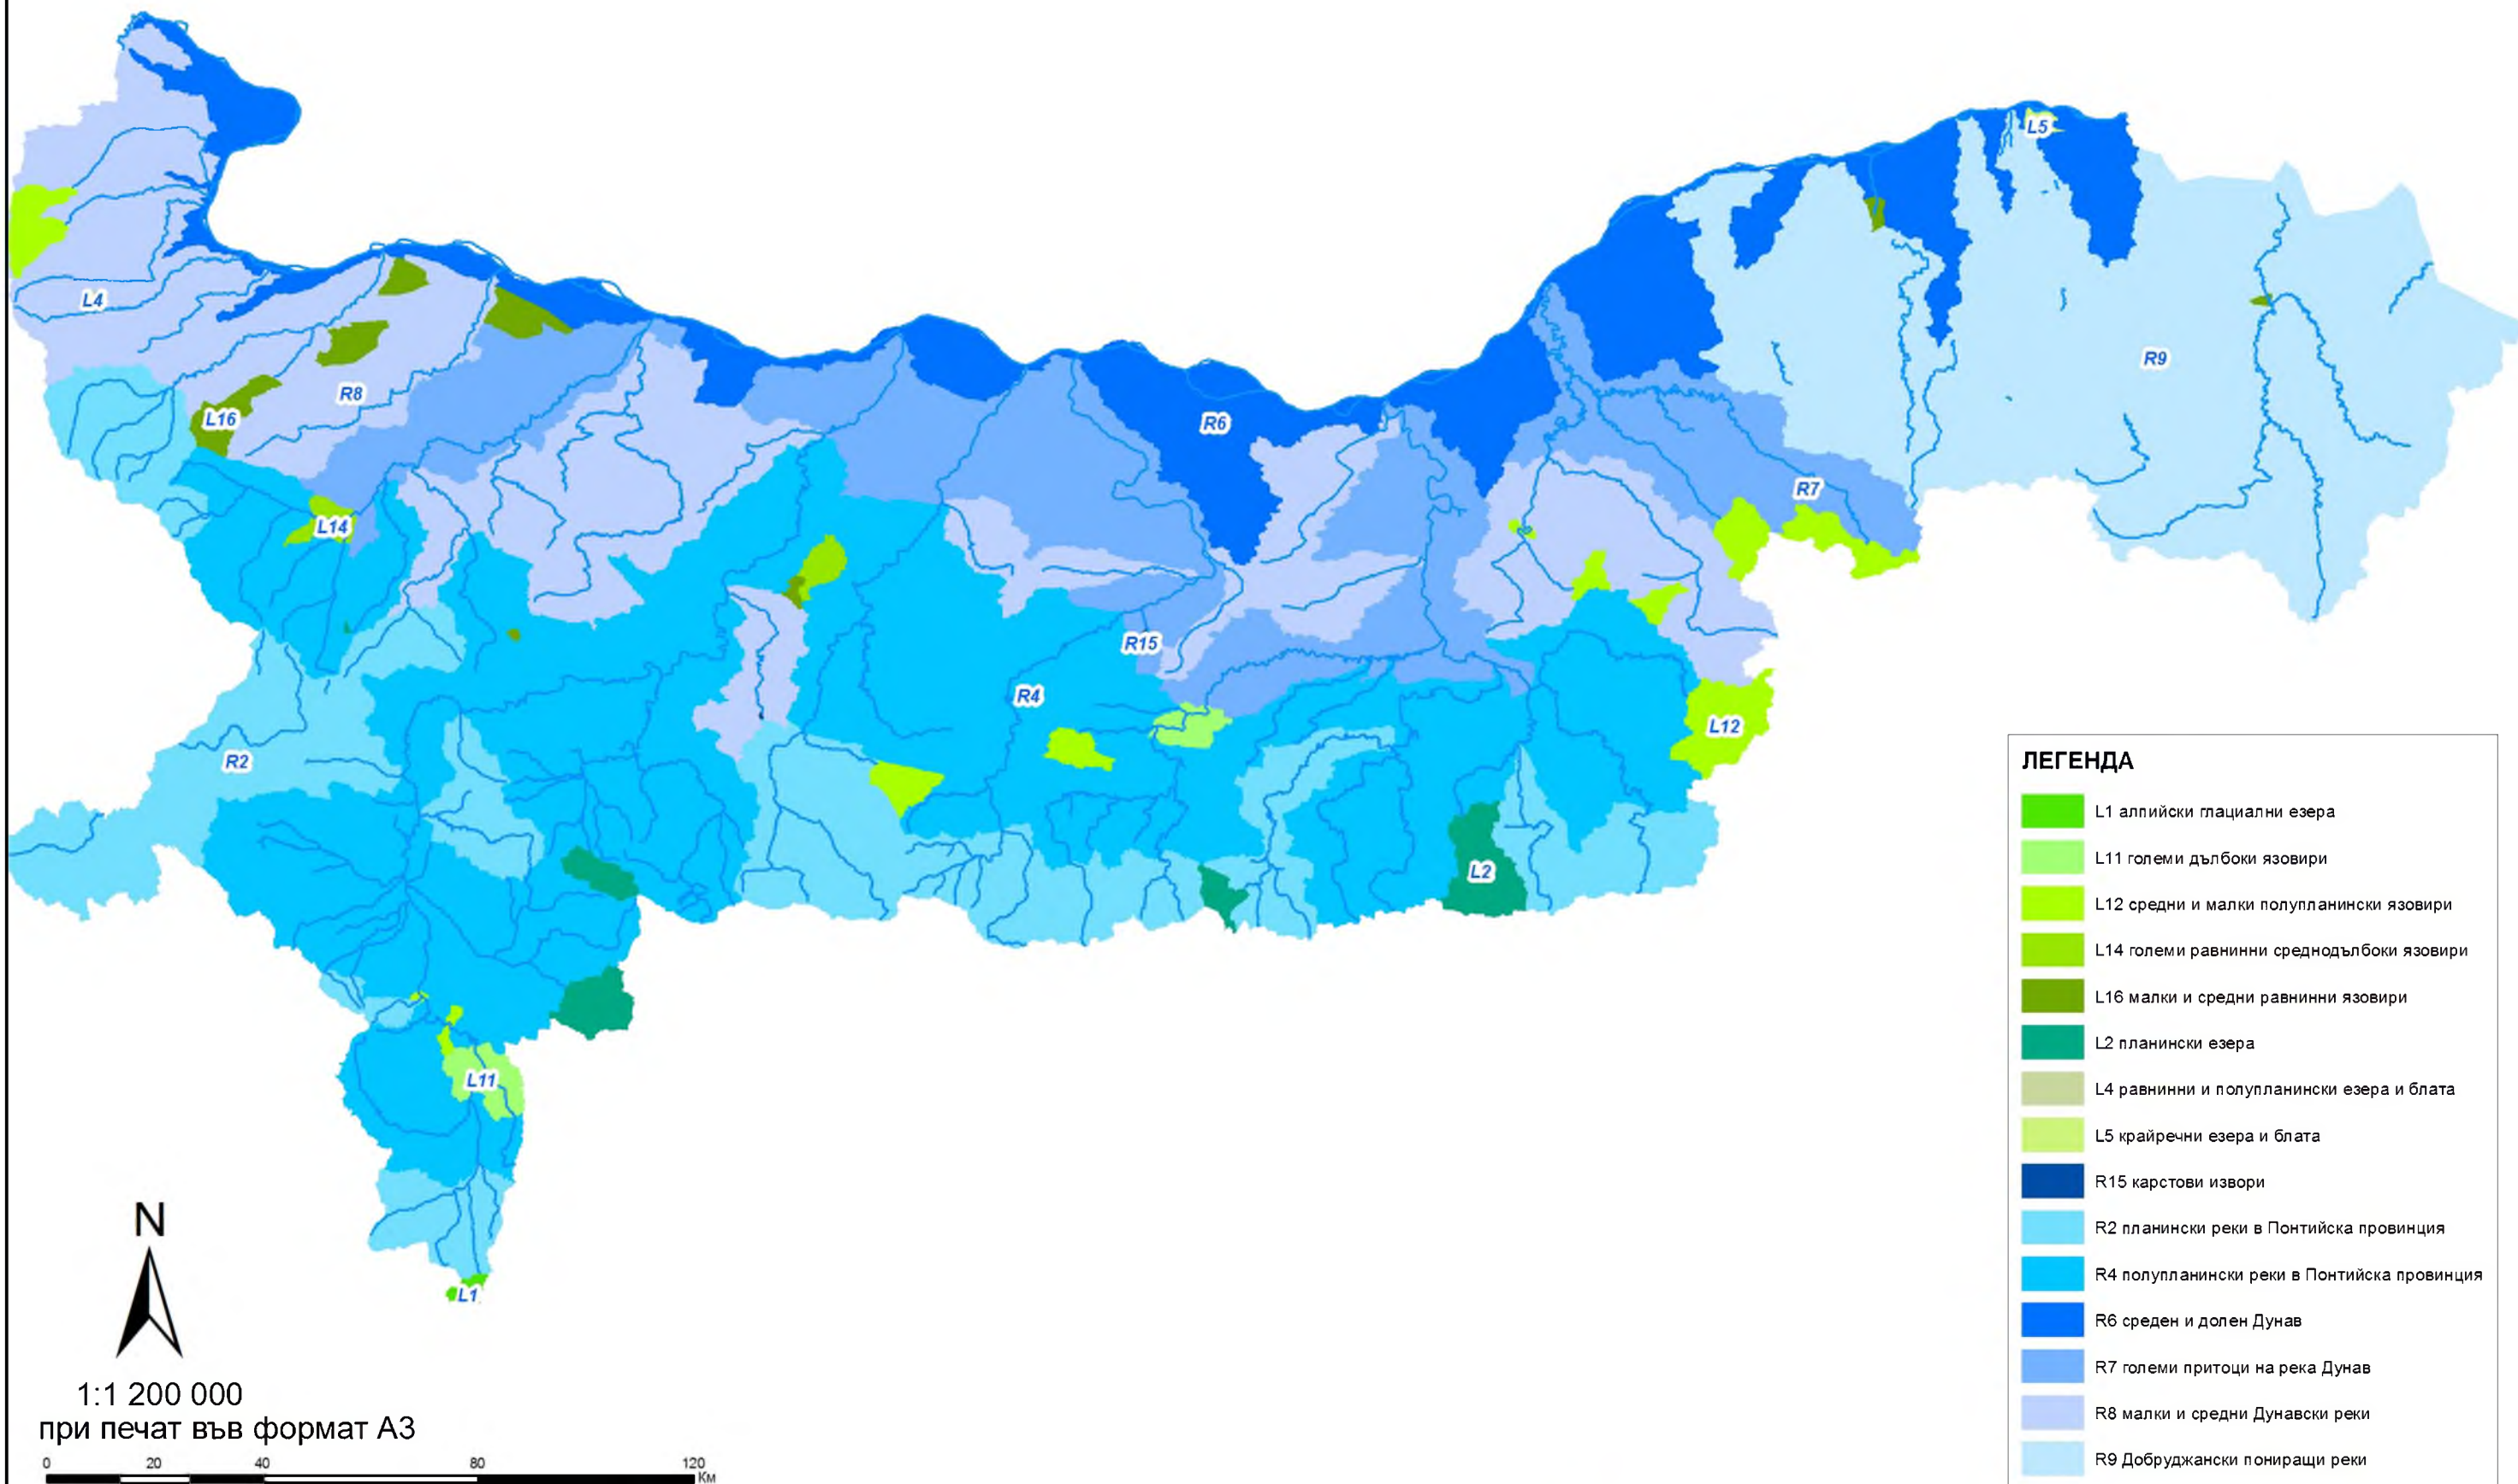 L5
L4
R9
R8
L16
R6
R7
L14
R15
R4
L12
R2
L2
L11
L1
ЛЕГЕНДА
L1 алпийски глациални езера
L11 големи дълбоки язовири
L12 средни и малки полупланински язовири
L14 големи равнинни среднодълбоки язовири
L16 малки и средни равнинни язовири
L2 планински езера
L4 равнинни и полупланински езера и блата
L5 крайречни езера и блата
R15 карстови извори
R2 планински реки в Понтийска провинция
R4 полупланински реки в Понтийска провинция
R6 среден и долен Дунав
R7 големи притоци на река Дунав
R8 малки и средни Дунавски реки
R9 Добруджански пониращи реки
N
1:1 200 000
при печат във формат А3
0 20 40 80 120
Км